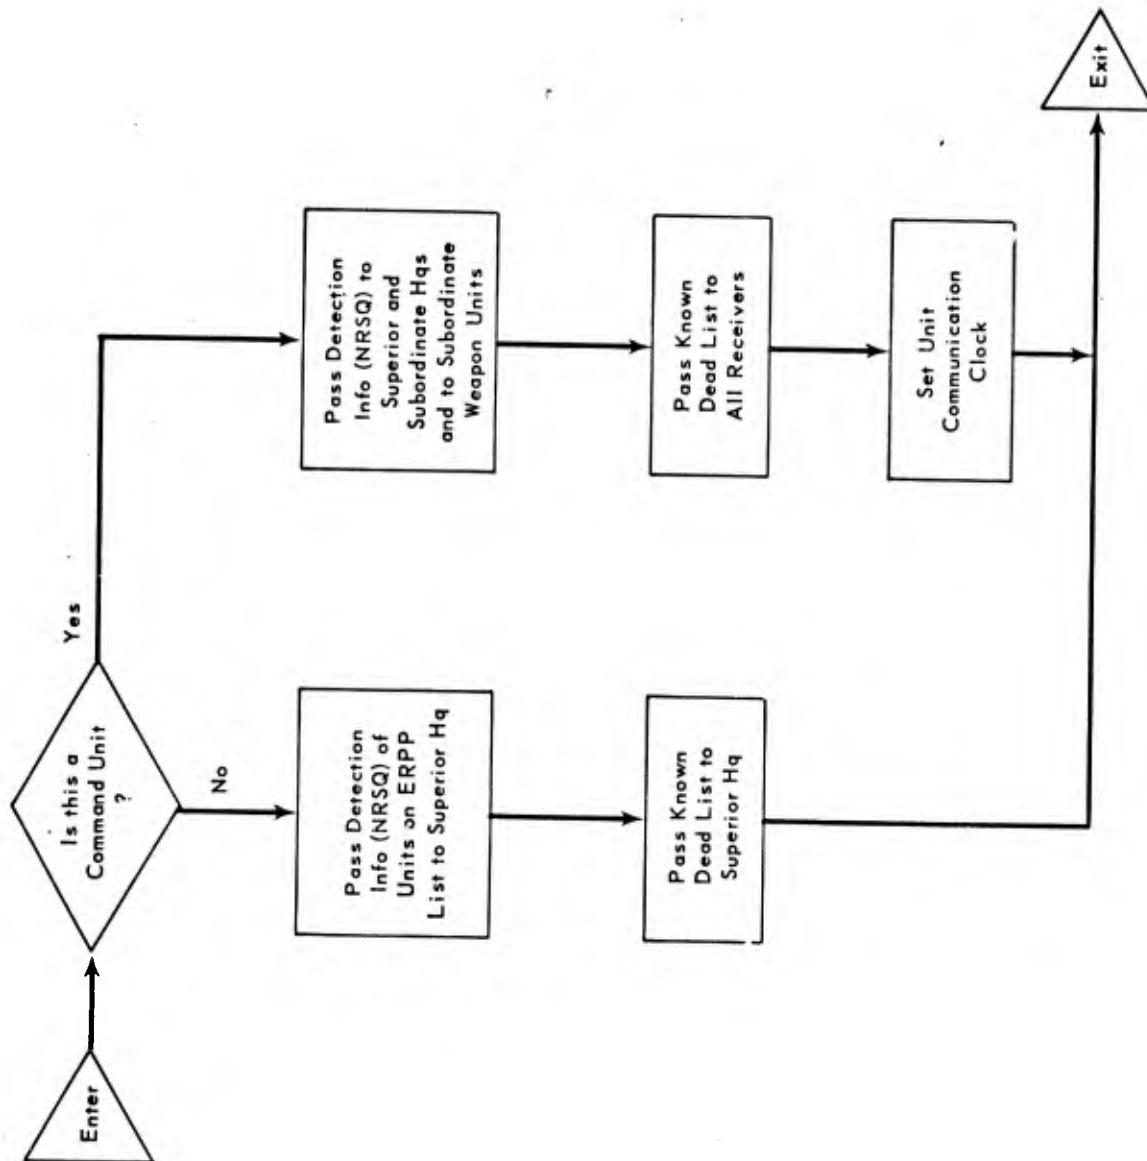 Enter
Is this a
Command Unit
?
Yes
No
Pass Detection
Info (NRSQ) of
Units on ERPP
List to Superior Hq
Pass Known
Dead List to
Superior Hq
Pass Detection
Info (NRSQ) to
Superior and
Subordinate Hqs
and to Subordinate
Weapon Units
Pass Known
Dead List to
All Receivers
Set Unit
Communication
Clock
Exit